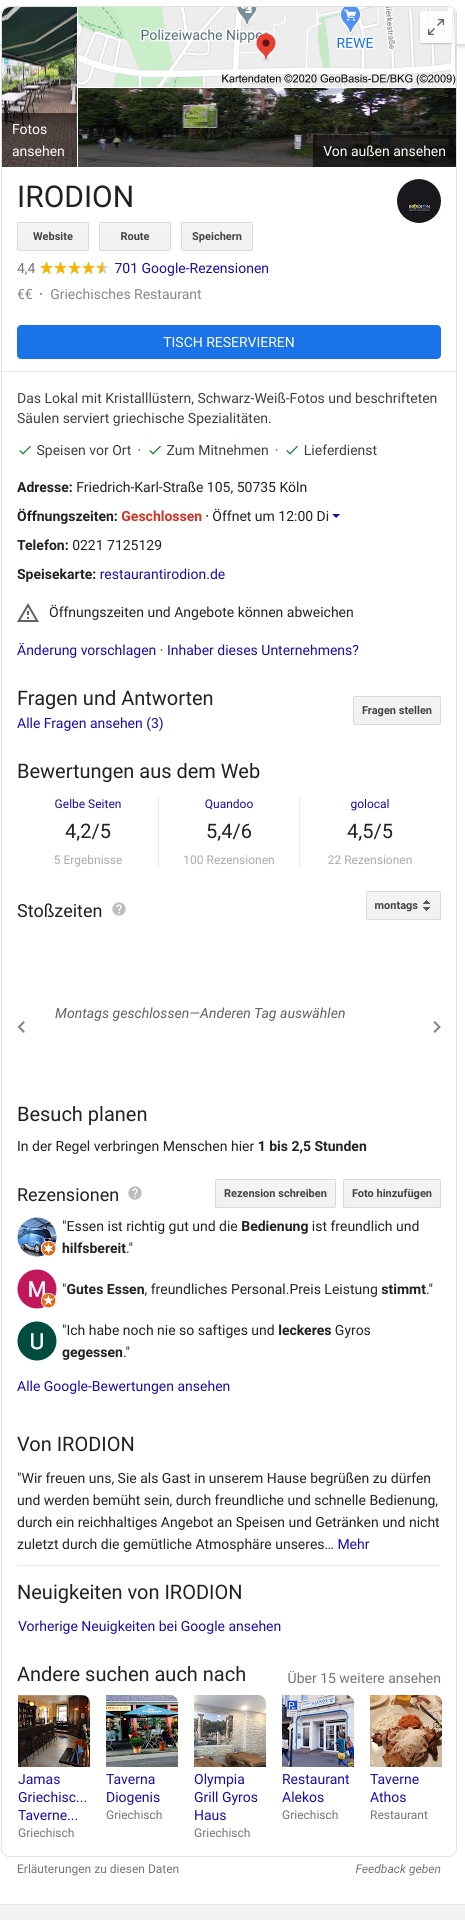 Polizeiwache Nippe
REWE
Kartendaten ©2020 GeoBasis-DE/BKG (©2009)
Fotos
ansehen
Von außen ansehen
IRODION
Website Route Speichern
4,4 701 Google-Rezensionen
€€ · Griechisches Restaurant
TISCH RESERVIEREN
Das Lokal mit Kristalllüstern, Schwarz-Weiß-Fotos und beschrifteten
Säulen serviert griechische Spezialitäten.
Speisen vor Ort · Zum Mitnehmen · Lieferdienst
Adresse: Friedrich-Karl-Straße 105, 50735 Köln
Öffnungszeiten: Geschlossen · Öffnet um 12:00 Di
Telefon: 0221 7125129
Speisekarte: restaurantirodion.de
Öffnungszeiten und Angebote können abweichen
Änderung vorschlagen · Inhaber dieses Unternehmens?
Fragen und Antworten
Alle Fragen ansehen (3)
Fragen stellen
Bewertungen aus dem Web
Gelbe Seiten Quandoo golocal
4,2/5 5,4/6 4,5/5
5 Ergebnisse 100 Rezensionen 22 Rezensionen
Stoßzeiten ? montags
Montags geschlossen—Anderen Tag auswählen
Besuch planen
In der Regel verbringen Menschen hier 1 bis 2,5 Stunden
Rezensionen ? Rezension schreiben Foto hinzufügen
"Essen ist richtig gut und die Bedienung ist freundlich und
hilfsbereit."
M "Gutes Essen, freundliches Personal.Preis Leistung stimmt."
U "Ich habe noch nie so saftiges und leckeres Gyros
gegessen."
Alle Google-Bewertungen ansehen
Von IRODION
"Wir freuen uns, Sie als Gast in unserem Hause begrüßen zu dürfen
und werden bemüht sein, durch freundliche und schnelle Bedienung,
durch ein reichhaltiges Angebot an Speisen und Getränken und nicht
zuletzt durch die gemütliche Atmosphäre unseres… Mehr
Neuigkeiten von IRODION
Vorherige Neuigkeiten bei Google ansehen
Andere suchen auch nach Über 15 weitere ansehen
Jamas
Griechisc...
Taverne...
Griechisch
Taverna
Diogenis
Griechisch
Olympia
Grill Gyros
Haus
Griechisch
Restaurant
Alekos
Griechisch
Taverne
Athos
Restaurant
Erläuterungen zu diesen Daten Feedback geben